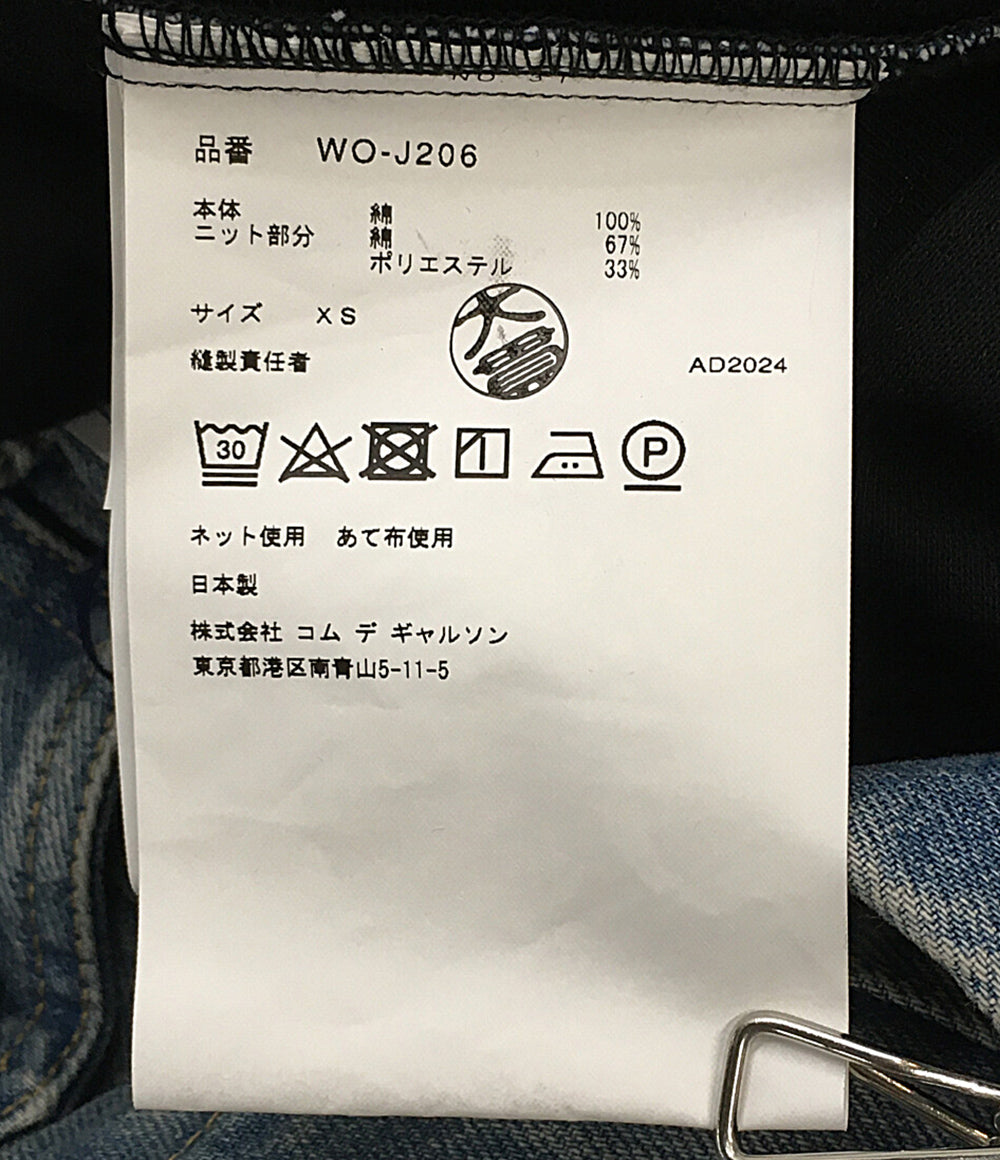 品番 WO-J206
本体 綿 100%
ニット部分 綿 67%
ポリエステル 33%
サイズ XS
縫製責任者
AD2024
30 P
ネット使用 あて布使用
日本製
株式会社 コム デ ギャルソン
東京都港区南青山5-11-5